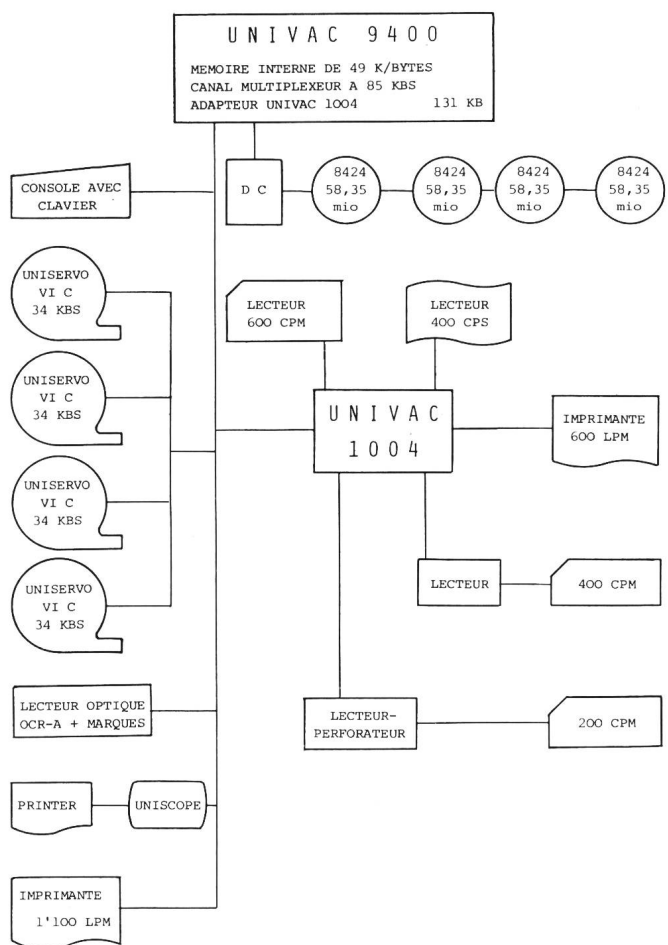 UNIVAC 9400
MEMOIRE INTERNE DE 49 K/BYTES
CANAL MULTIPLEXEUR A 85 KBS
ADAPTEUR UNIVAC 1004 131 KB
CONSOLE AVEC
CLAVIER
D C
8424
58,35
mio
8424
58,35
mio
8424
58,35
mio
8424
58,35
mio
UNISERVO
VI C
34 KBS
UNISERVO
VI C
34 KBS
UNISERVO
VI C
34 KBS
UNISERVO
VI C
34 KBS
LECTEUR
600 CPM
LECTEUR
400 CPS
UNIVAC
1004
IMPRIMANTE
600 LPM
LECTEUR
400 CPM
LECTEUR-
PERFORATEUR
200 CPM
LECTEUR OPTIQUE
OCR-A + MARQUES
PRINTER
UNISCOPE
IMPRIMANTE
1'100 LPM